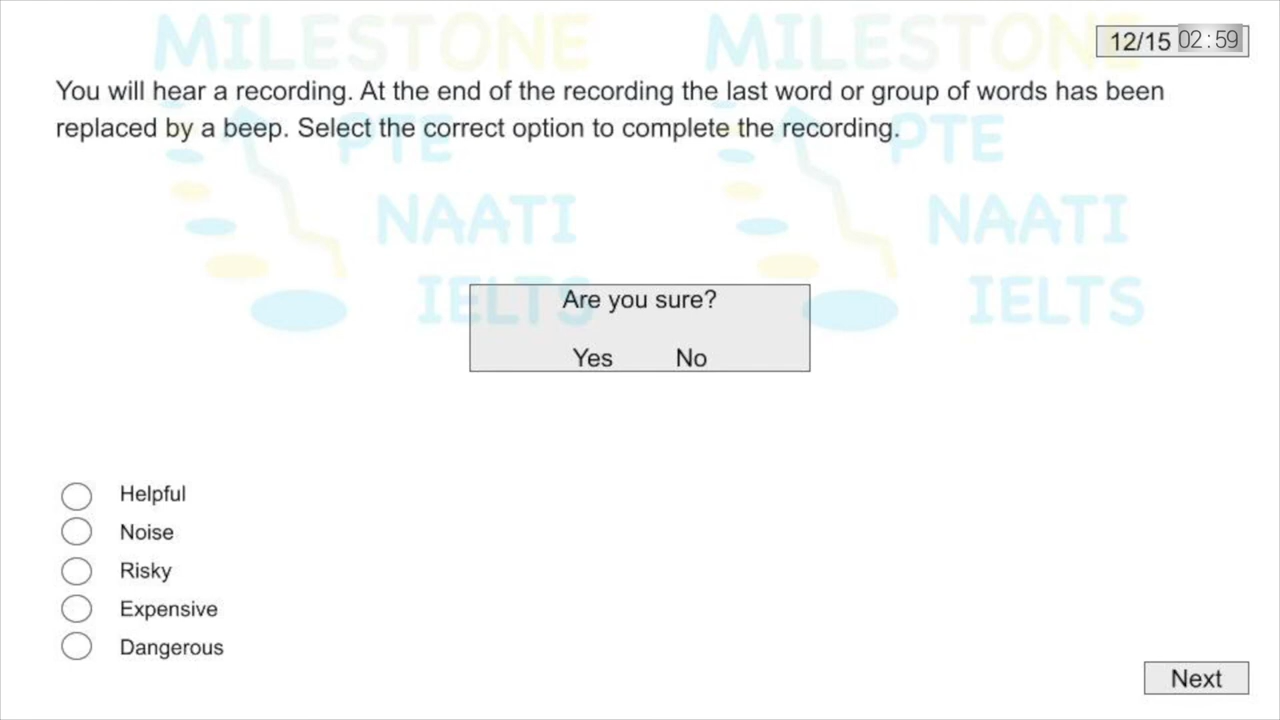 MILESTONE MILESTONE
12/15 02:59
You will hear a recording. At the end of the recording the last word or group of words has been
replaced by a beep. Select the correct option to complete the recording.
PTE PTE
NAATI NAATI
IELTS IELTS
Are you sure?
Yes No
Helpful
Noise
Risky
Expensive
Dangerous
Next